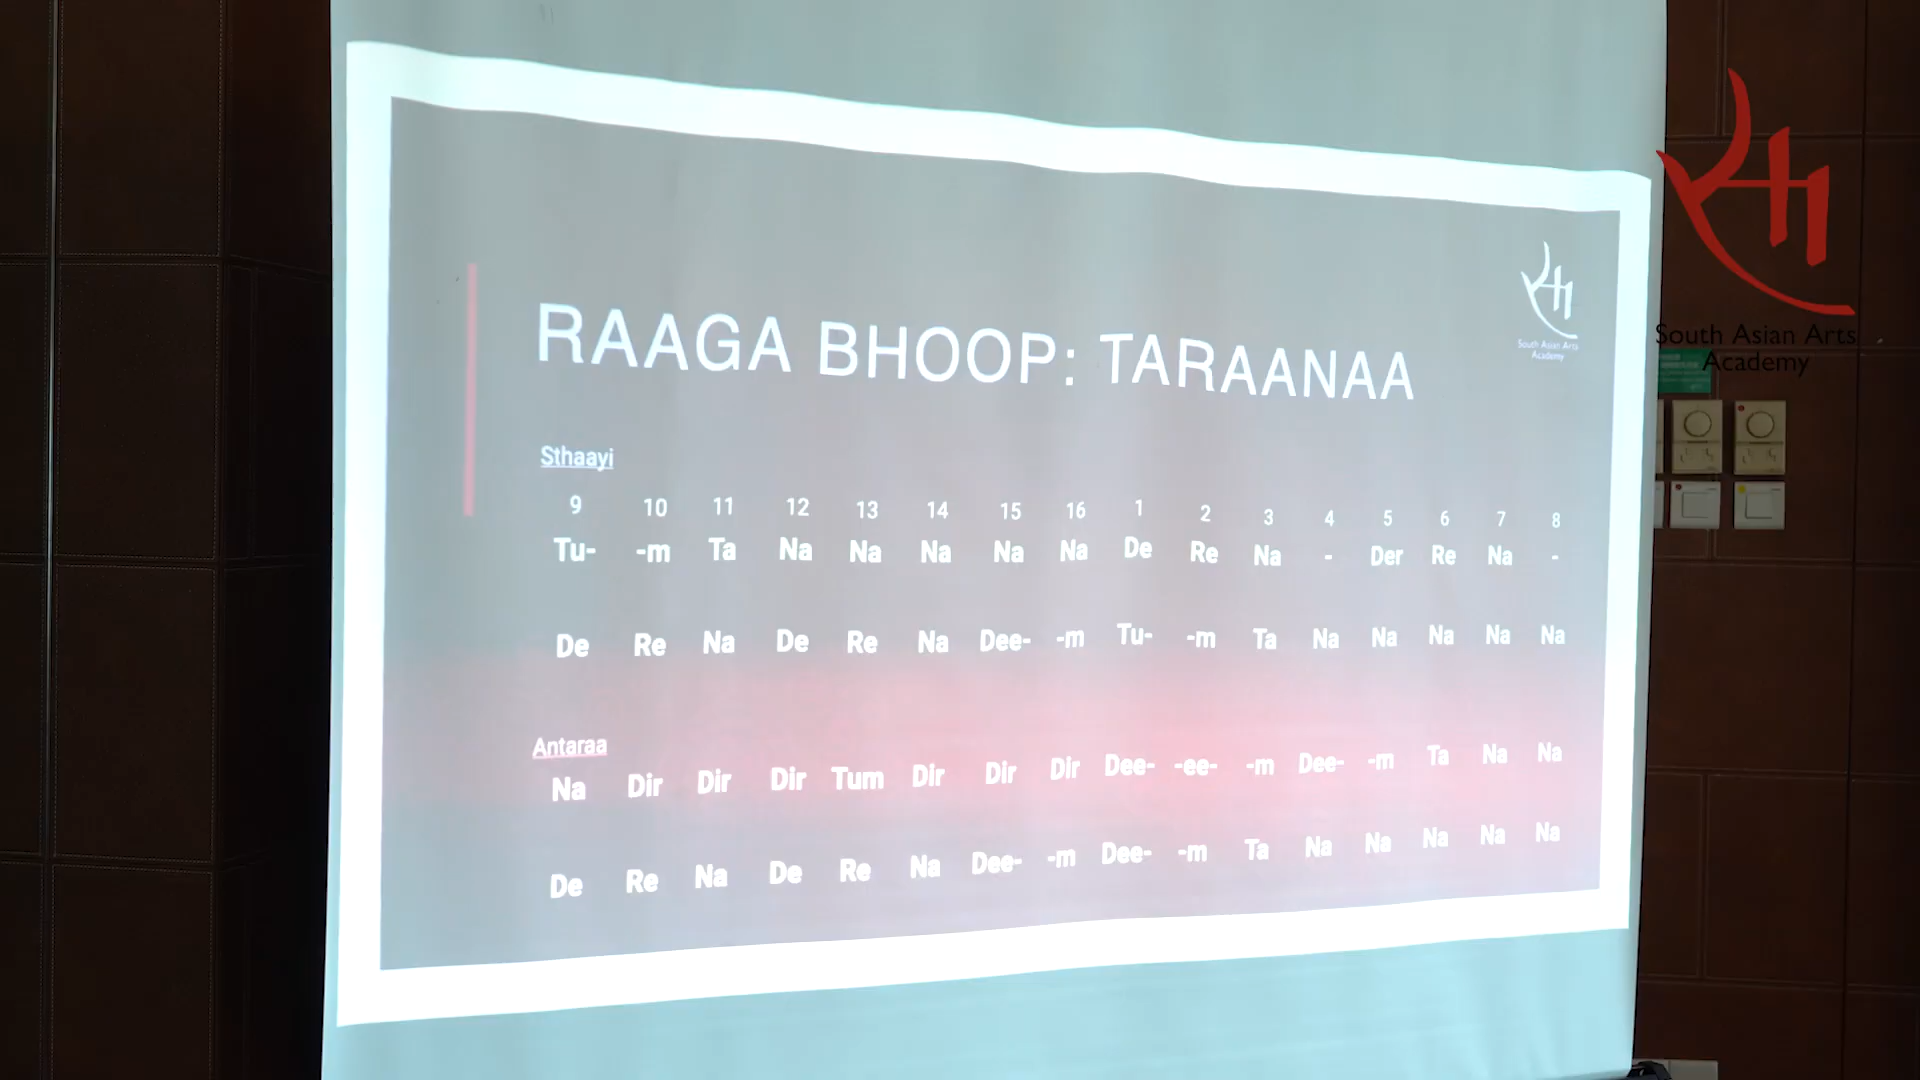 RAAGA BHOOP: TARAANAA
South Asian Arts
Academy
South Asian Arts
Academy
Sthaayi
9 10 11 12 13 14 15 16 1 2 3 4 5 6 7 8
Tu- -m Ta Na Na Na Na Na De Re Na - Der Re Na -
De Re Na De Re Na Dee- -m Tu- -m Ta Na Na Na Na Na
Antaraa
Na Dir Dir Dir Tum Dir Dir Dir Dee- -ee- -m Dee- -m Ta Na Na
De Re Na De Re Na Dee- -m Dee- -m Ta Na Na Na Na Na